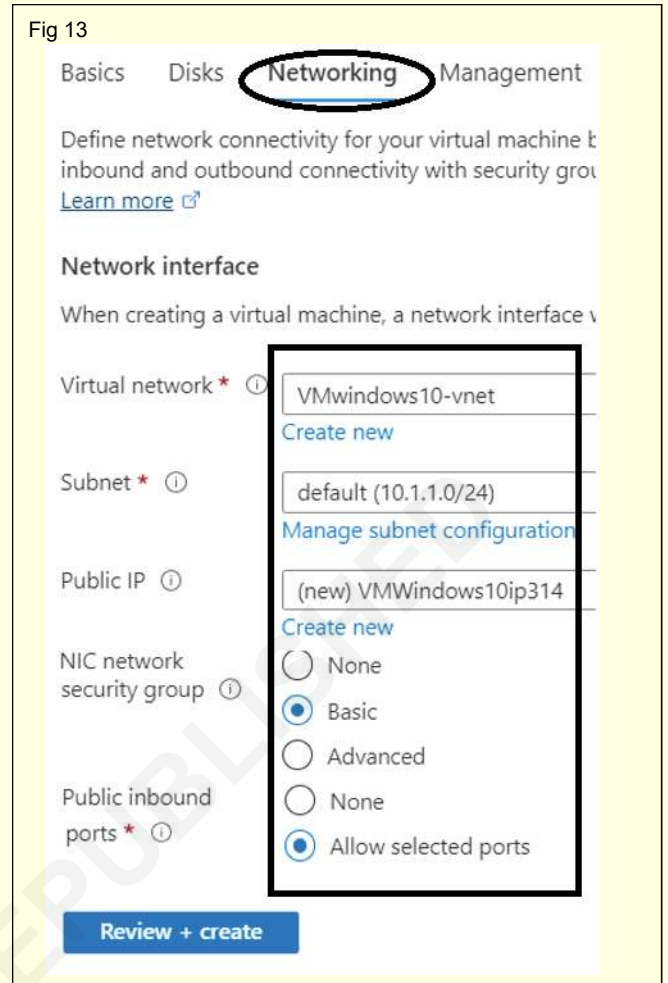 Fig 13
Basics Disks Networking Management
Define network connectivity for your virtual machine b
inbound and outbound connectivity with security grou
Learn more
Network interface
When creating a virtual machine, a network interface w
Virtual network * VMwindows10-vnet
Create new
Subnet * default (10.1.1.0/24)
Manage subnet configuration
Public IP (new) VMWindows10ip314
Create new
NIC network
security group
None
Basic
Advanced
Public inbound
ports *
None
Allow selected ports
Review + create
EPUBLISHED